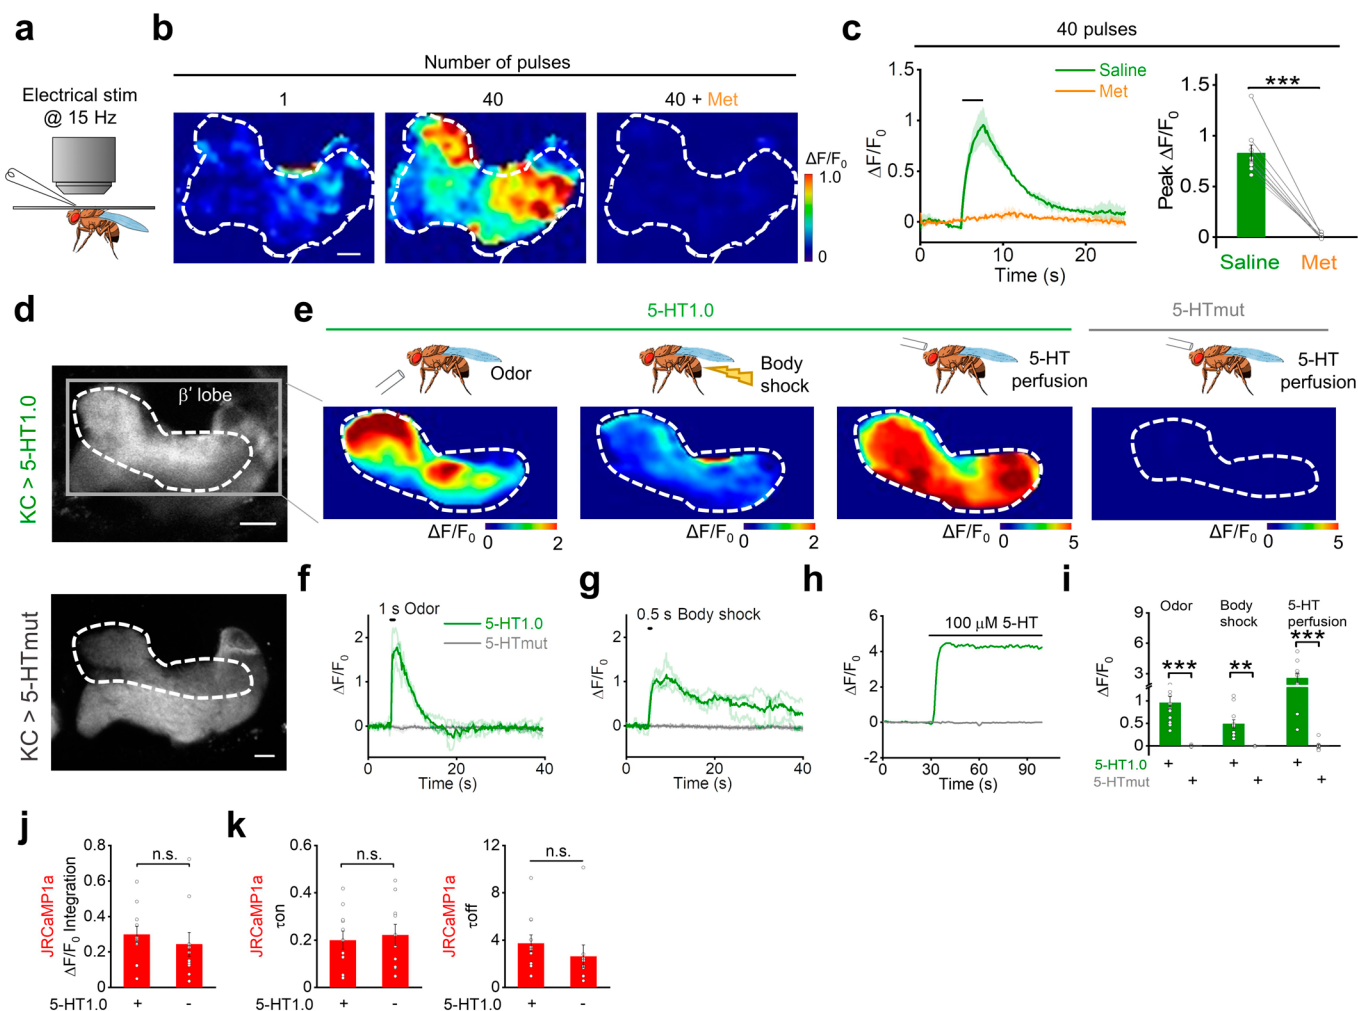 a
Electrical stim
@ 15 Hz
b
Number of pulses
1
40
40 + Met
ΔF/F0
1.0
0
c
40 pulses
Saline
Met
1.5
1
0.5
0
ΔF/F0
0
10
20
Time (s)
***
1.5
1
0.5
0
Peak ΔF/F0
Saline
Met
d
KC > 5-HT1.0
β′ lobe
KC > 5-HTmut
e
5-HT1.0
5-HTmut
Odor
Body
shock
5-HT
perfusion
5-HT
perfusion
ΔF/F0
0
2
ΔF/F0
0
2
ΔF/F0
0
5
ΔF/F0
0
5
f
1 s Odor
5-HT1.0
5-HTmut
2
1
0
ΔF/F0
0
20
40
Time (s)
g
0.5 s Body shock
2
1
0
ΔF/F0
0
20
40
Time (s)
h
100 μM 5-HT
6
4
2
0
-2
ΔF/F0
0
30
60
90
Time (s)
i
Odor
Body
shock
5-HT
perfusion
***
**
***
9
6
3
1
0.5
0
ΔF/F0
5-HT1.0
+
+
+
5-HTmut
+
+
+
j
JRCaMP1a
ΔF/F0 Integration
0.8
0.6
0.4
0.2
0
n.s.
5-HT1.0
+
-
k
JRCaMP1a
τon
0.6
0.4
0.2
0
n.s.
5-HT1.0
+
-
JRCaMP1a
τoff
12
8
4
0
n.s.
5-HT1.0
+
-